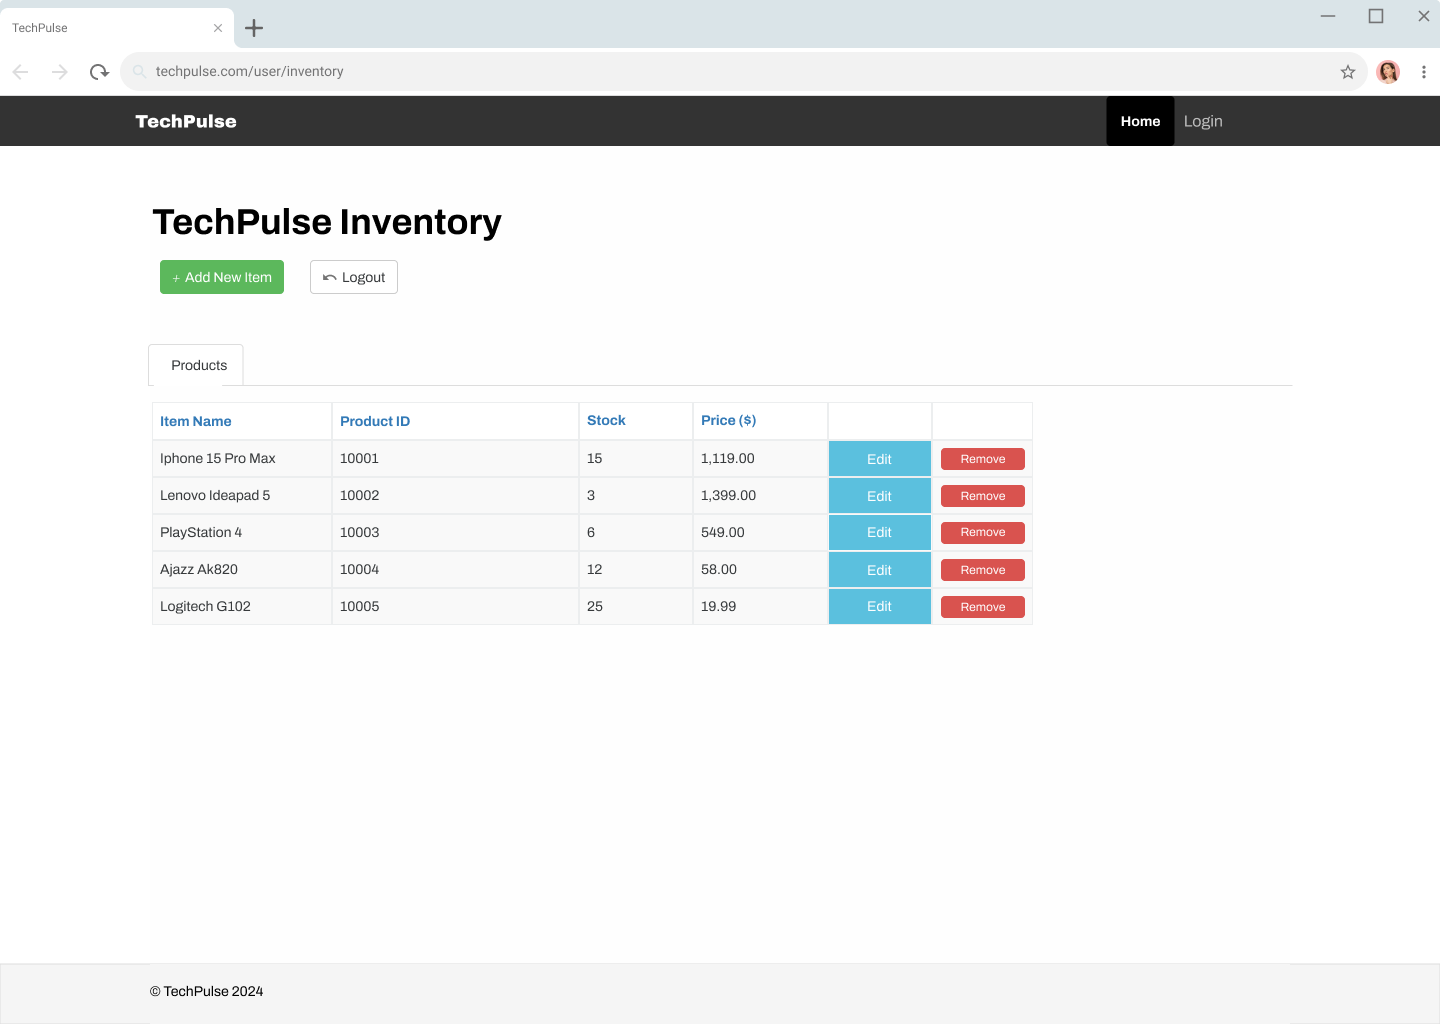 TechPulse
techpulse.com/user/inventory
TechPulse
Home Login
TechPulse Inventory
+ Add New Item Logout
Products
Item Name Product ID Stock Price ($)
Iphone 15 Pro Max 10001 15 1,119.00 Edit Remove
Lenovo Ideapad 5 10002 3 1,399.00 Edit Remove
PlayStation 4 10003 6 549.00 Edit Remove
Ajazz Ak820 10004 12 58.00 Edit Remove
Logitech G102 10005 25 19.99 Edit Remove
© TechPulse 2024